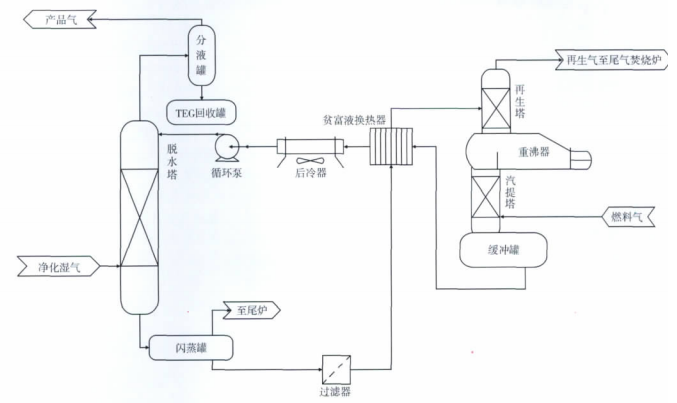 产品气
分液罐
TEG回收罐
脱水塔
循环泵
后冷器
贫富液换热器
再生气至尾气焚烧炉
再生塔
重沸器
汽提塔
燃料气
缓冲罐
净化湿气
至尾炉
闪蒸罐
过滤器